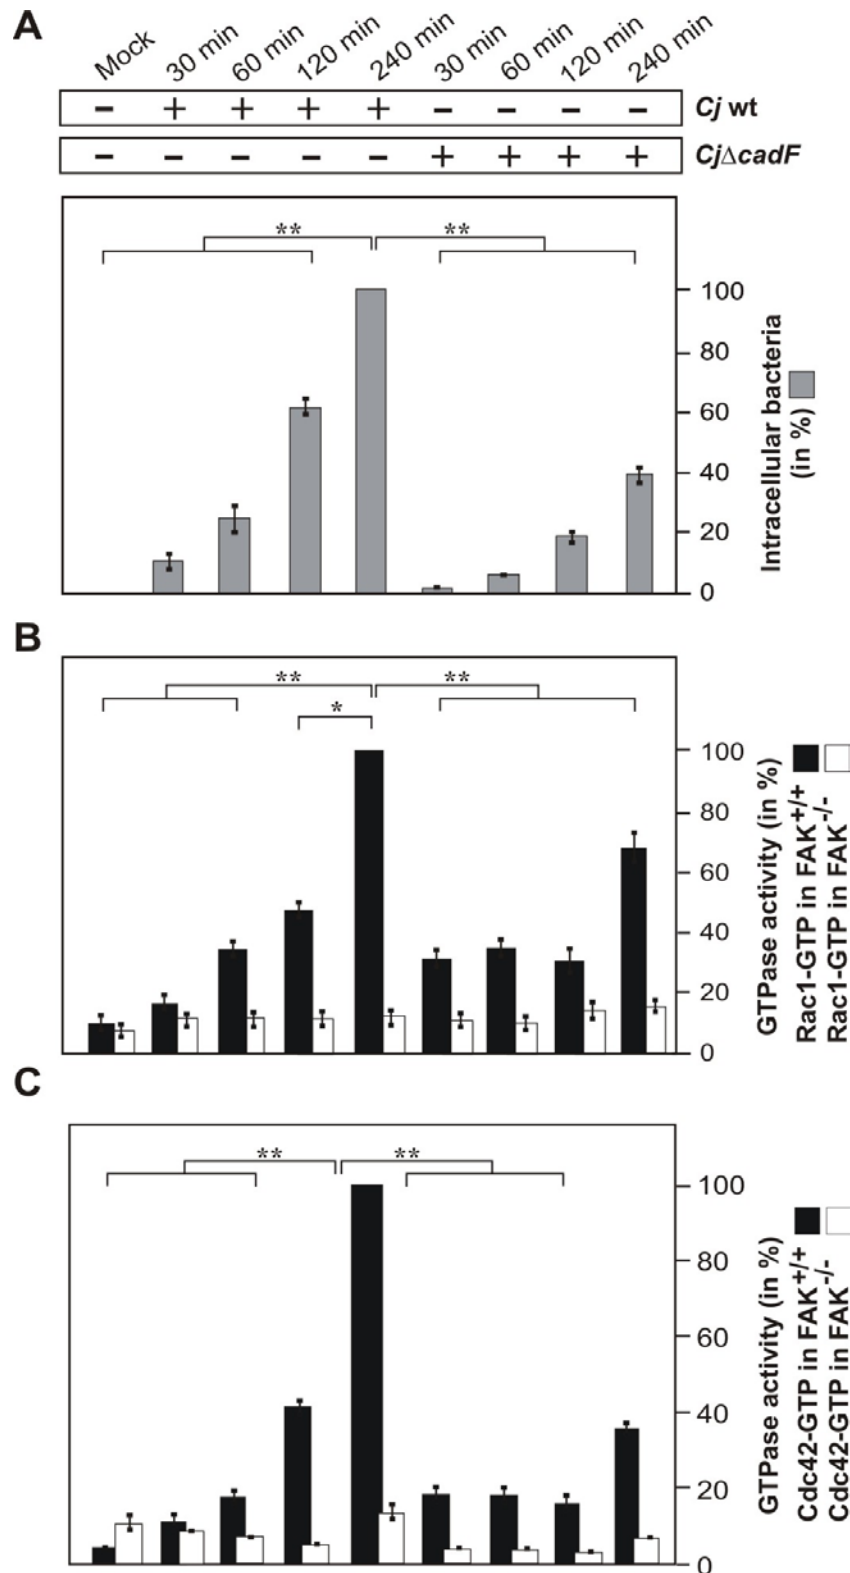 A
Mock 30 min 60 min 120 min 240 min 30 min 60 min 120 min 240 min
− + + + + − − − − Cj wt
− − − − − + + + + Cj∆cadF
** **
100
80
60
40
20
0
Intracellular bacteria
(in %)
B
** **
*
100
80
60
40
20
0
GTPase activity (in %)
Rac1-GTP in FAK+/+
Rac1-GTP in FAK-/-
C
** **
100
80
60
40
20
0
GTPase activity (in %)
Cdc42-GTP in FAK+/+
Cdc42-GTP in FAK-/-